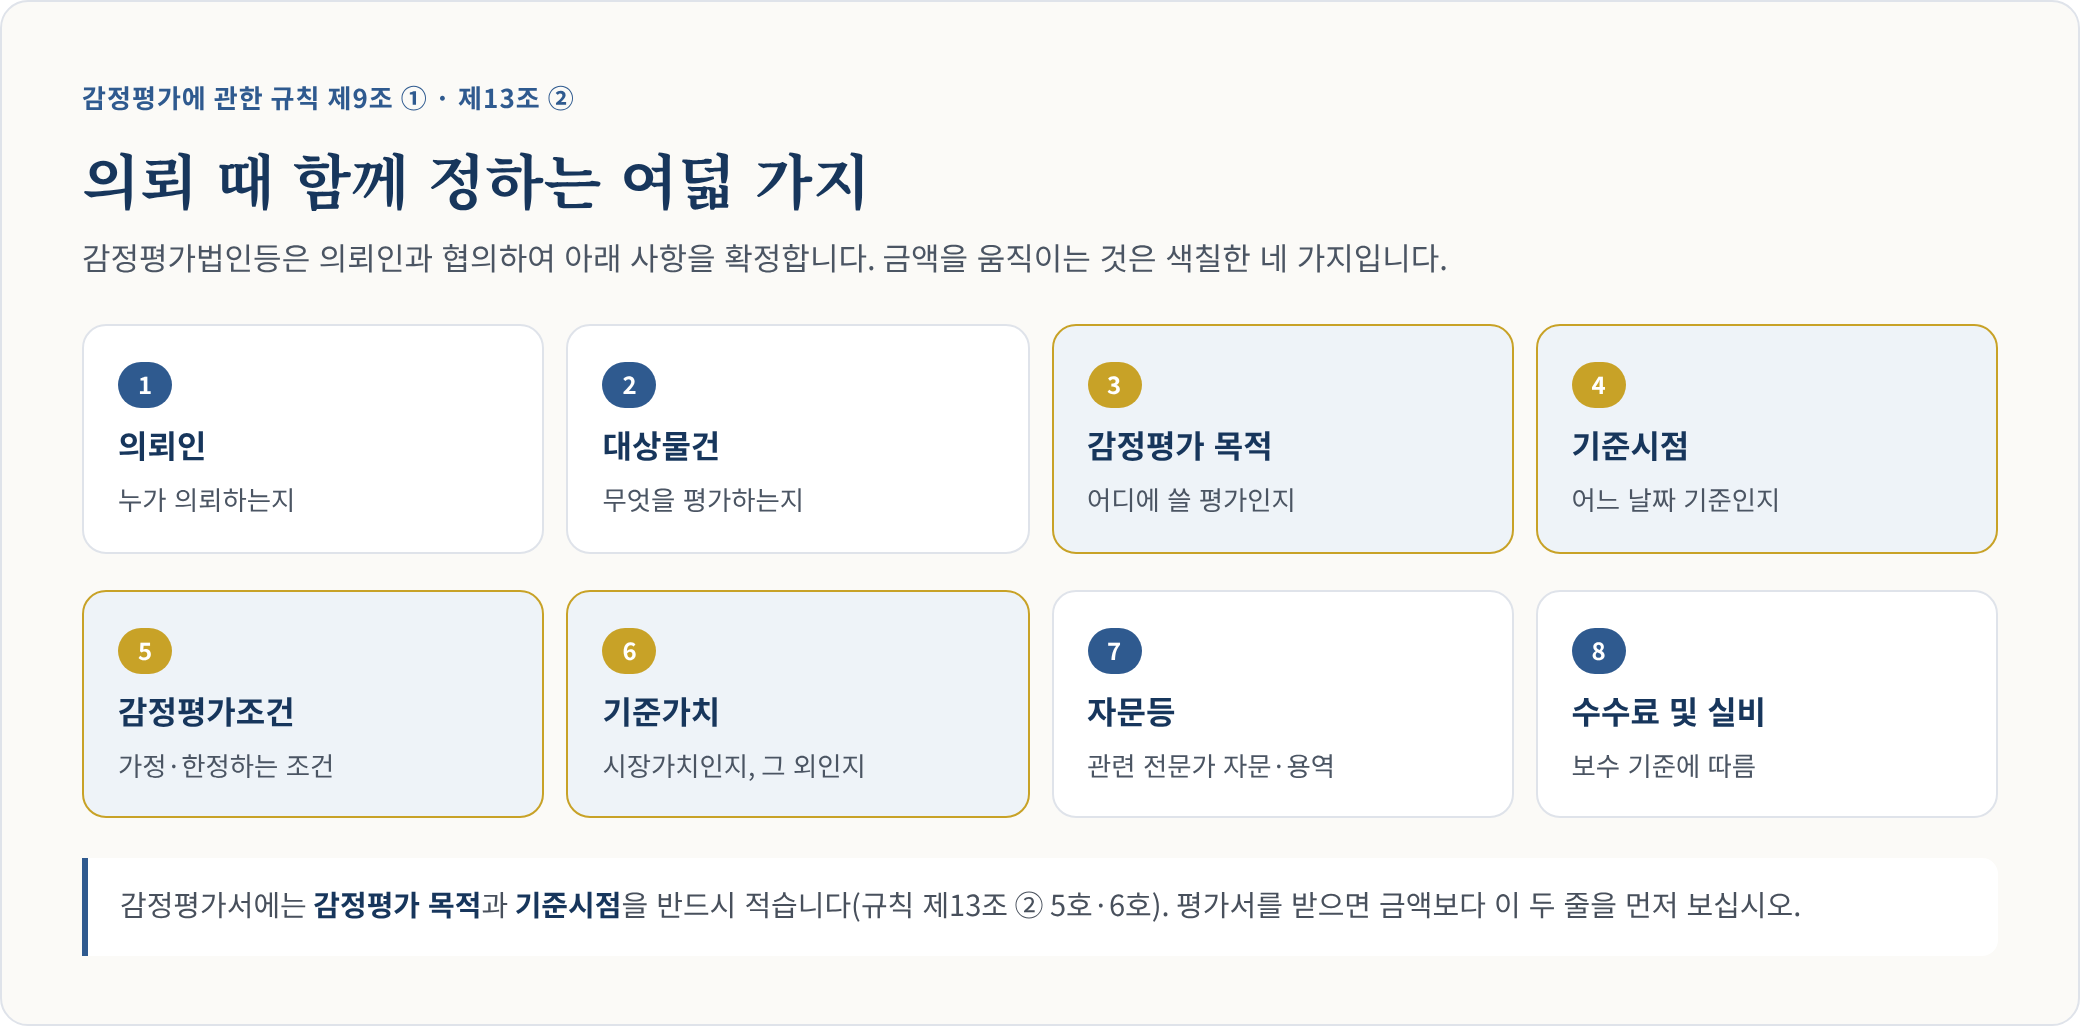 감정평가에 관한 규칙 제9조 ① · 제13조 ②
의뢰 때 함께 정하는 여덟 가지
감정평가법인등은 의뢰인과 협의하여 아래 사항을 확정합니다. 금액을 움직이는 것은 색칠한 네 가지입니다.
1
의뢰인
누가 의뢰하는지
2
대상물건
무엇을 평가하는지
3
감정평가 목적
어디에 쓸 평가인지
4
기준시점
어느 날짜 기준인지
5
감정평가조건
가정·한정하는 조건
6
기준가치
시장가치인지, 그 외인지
7
자문등
관련 전문가 자문·용역
8
수수료 및 실비
보수 기준에 따름
감정평가서에는 감정평가 목적과 기준시점을 반드시 적습니다(규칙 제13조 ② 5호·6호). 평가서를 받으면 금액보다 이 두 줄을 먼저 보십시오.